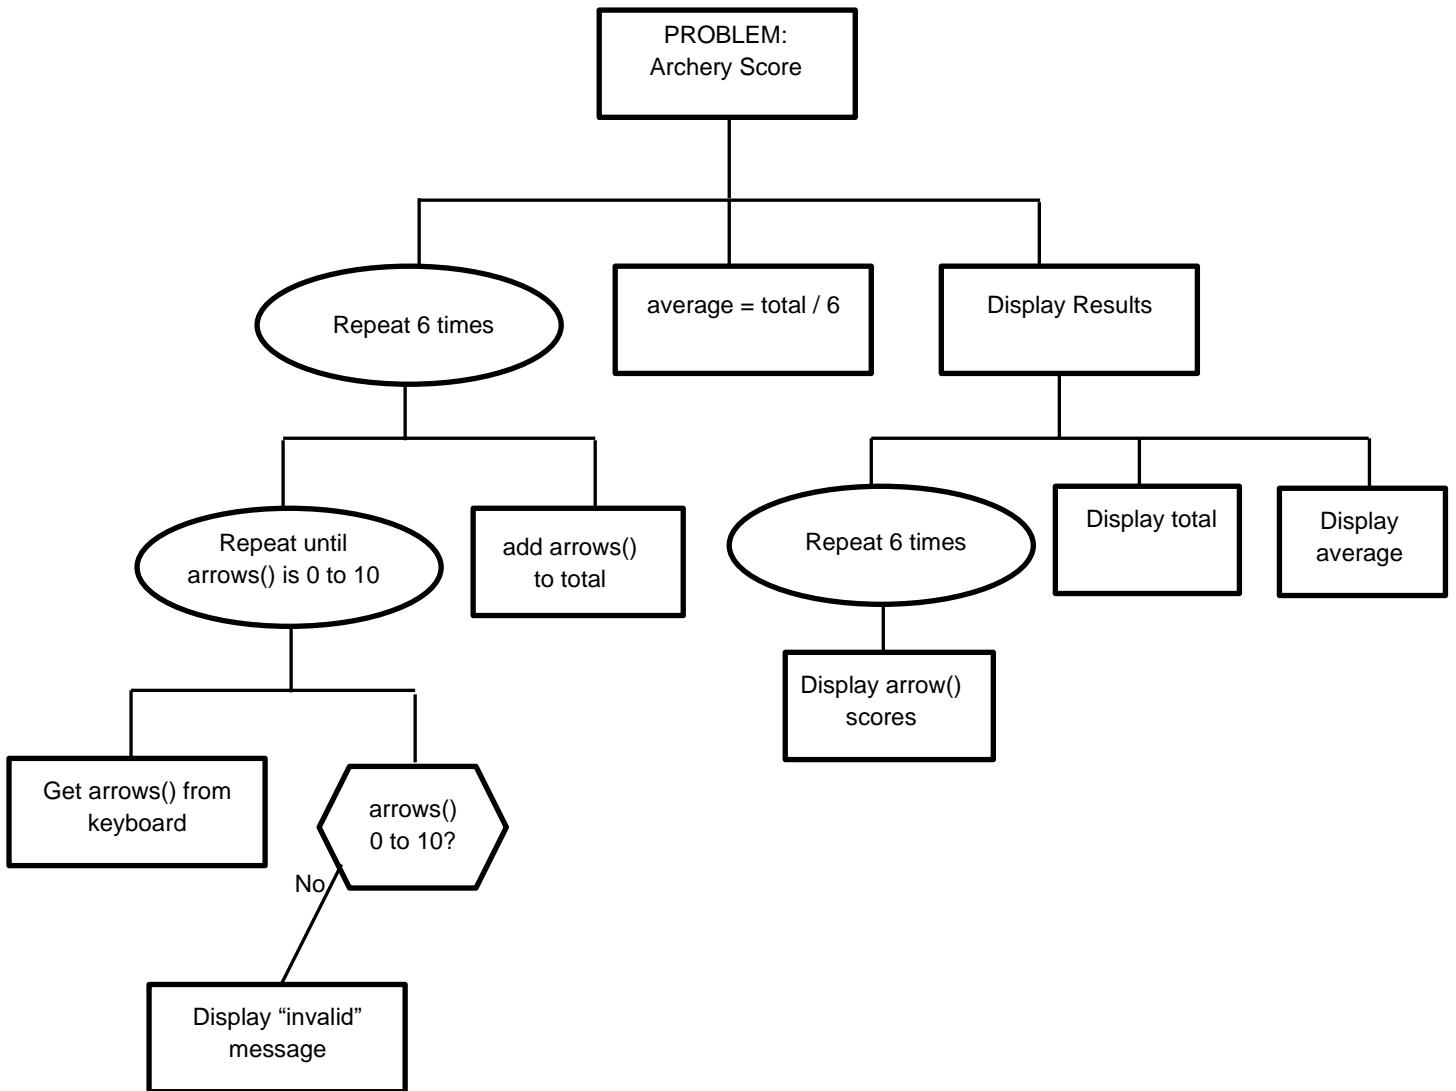 PROBLEM:
Archery Score
Repeat 6 times
average = total / 6
Display Results
Repeat until
arrows() is 0 to 10
add arrows()
to total
Repeat 6 times
Display total
Display
average
Display arrow()
scores
Get arrows() from
keyboard
arrows()
0 to 10?
No
Display “invalid”
message